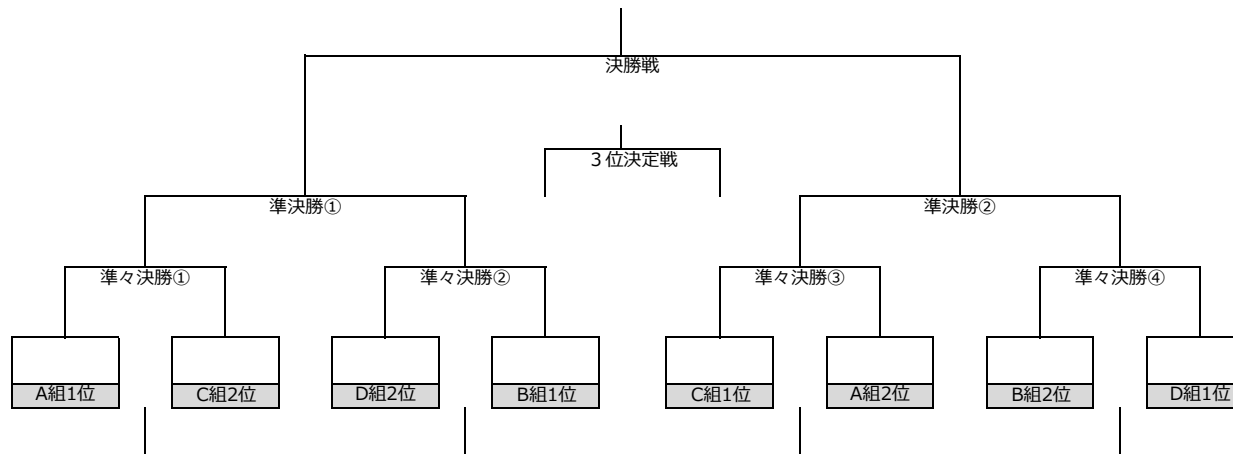 決勝戦
３位決定戦
準決勝①
準決勝②
準々決勝①
準々決勝②
準々決勝③
準々決勝④
A組1位
C組2位
D組2位
B組1位
C組1位
A組2位
B組2位
D組1位